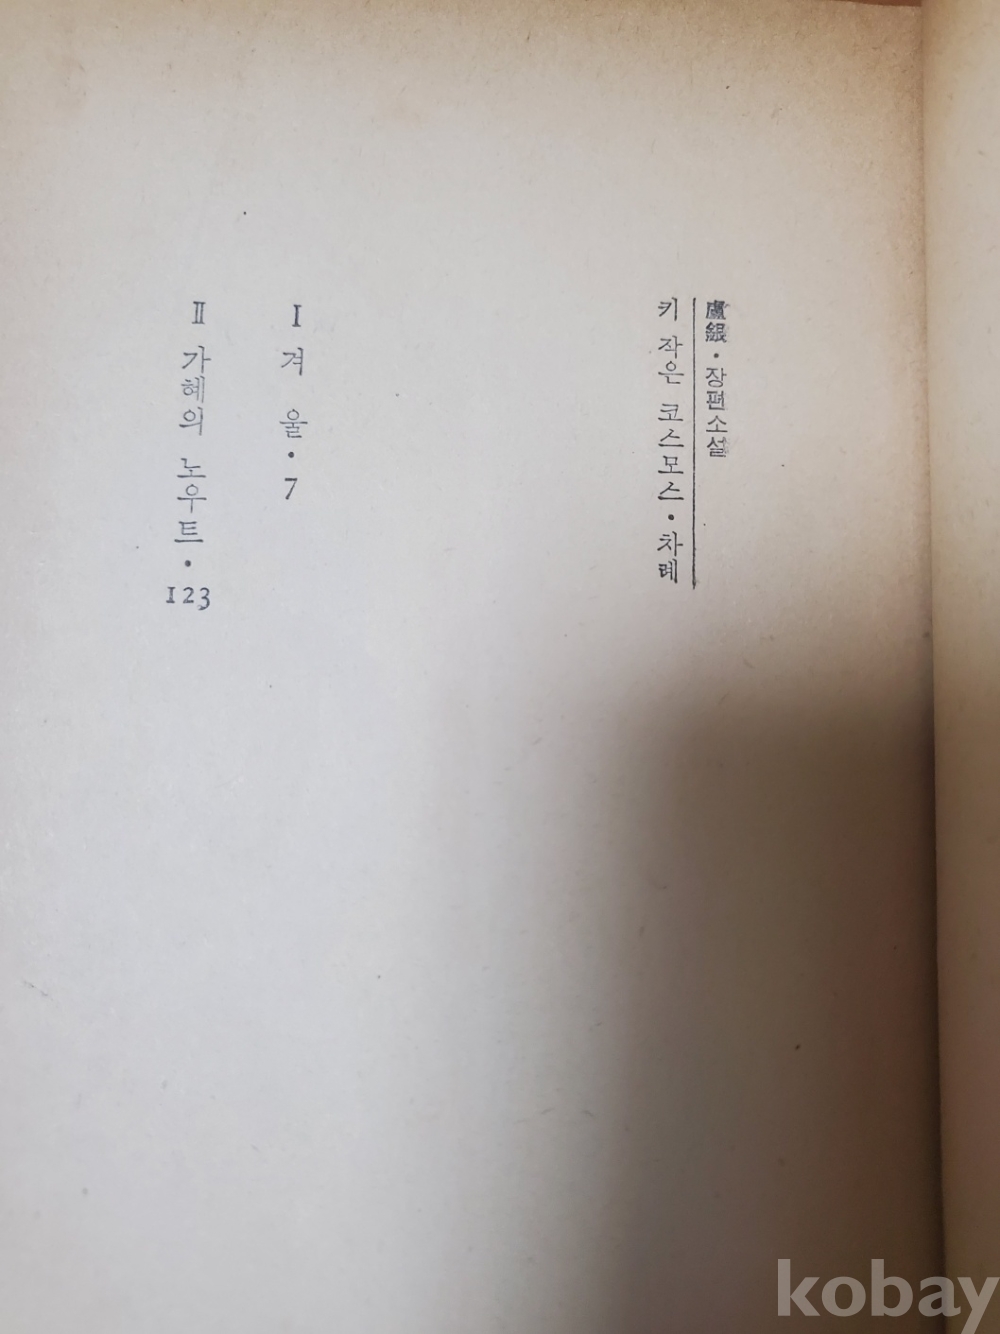 盧銀・장편소설
키 작은 코스모스・차례
I 겨 울・7
II 가혜의 노우트・123
kobay